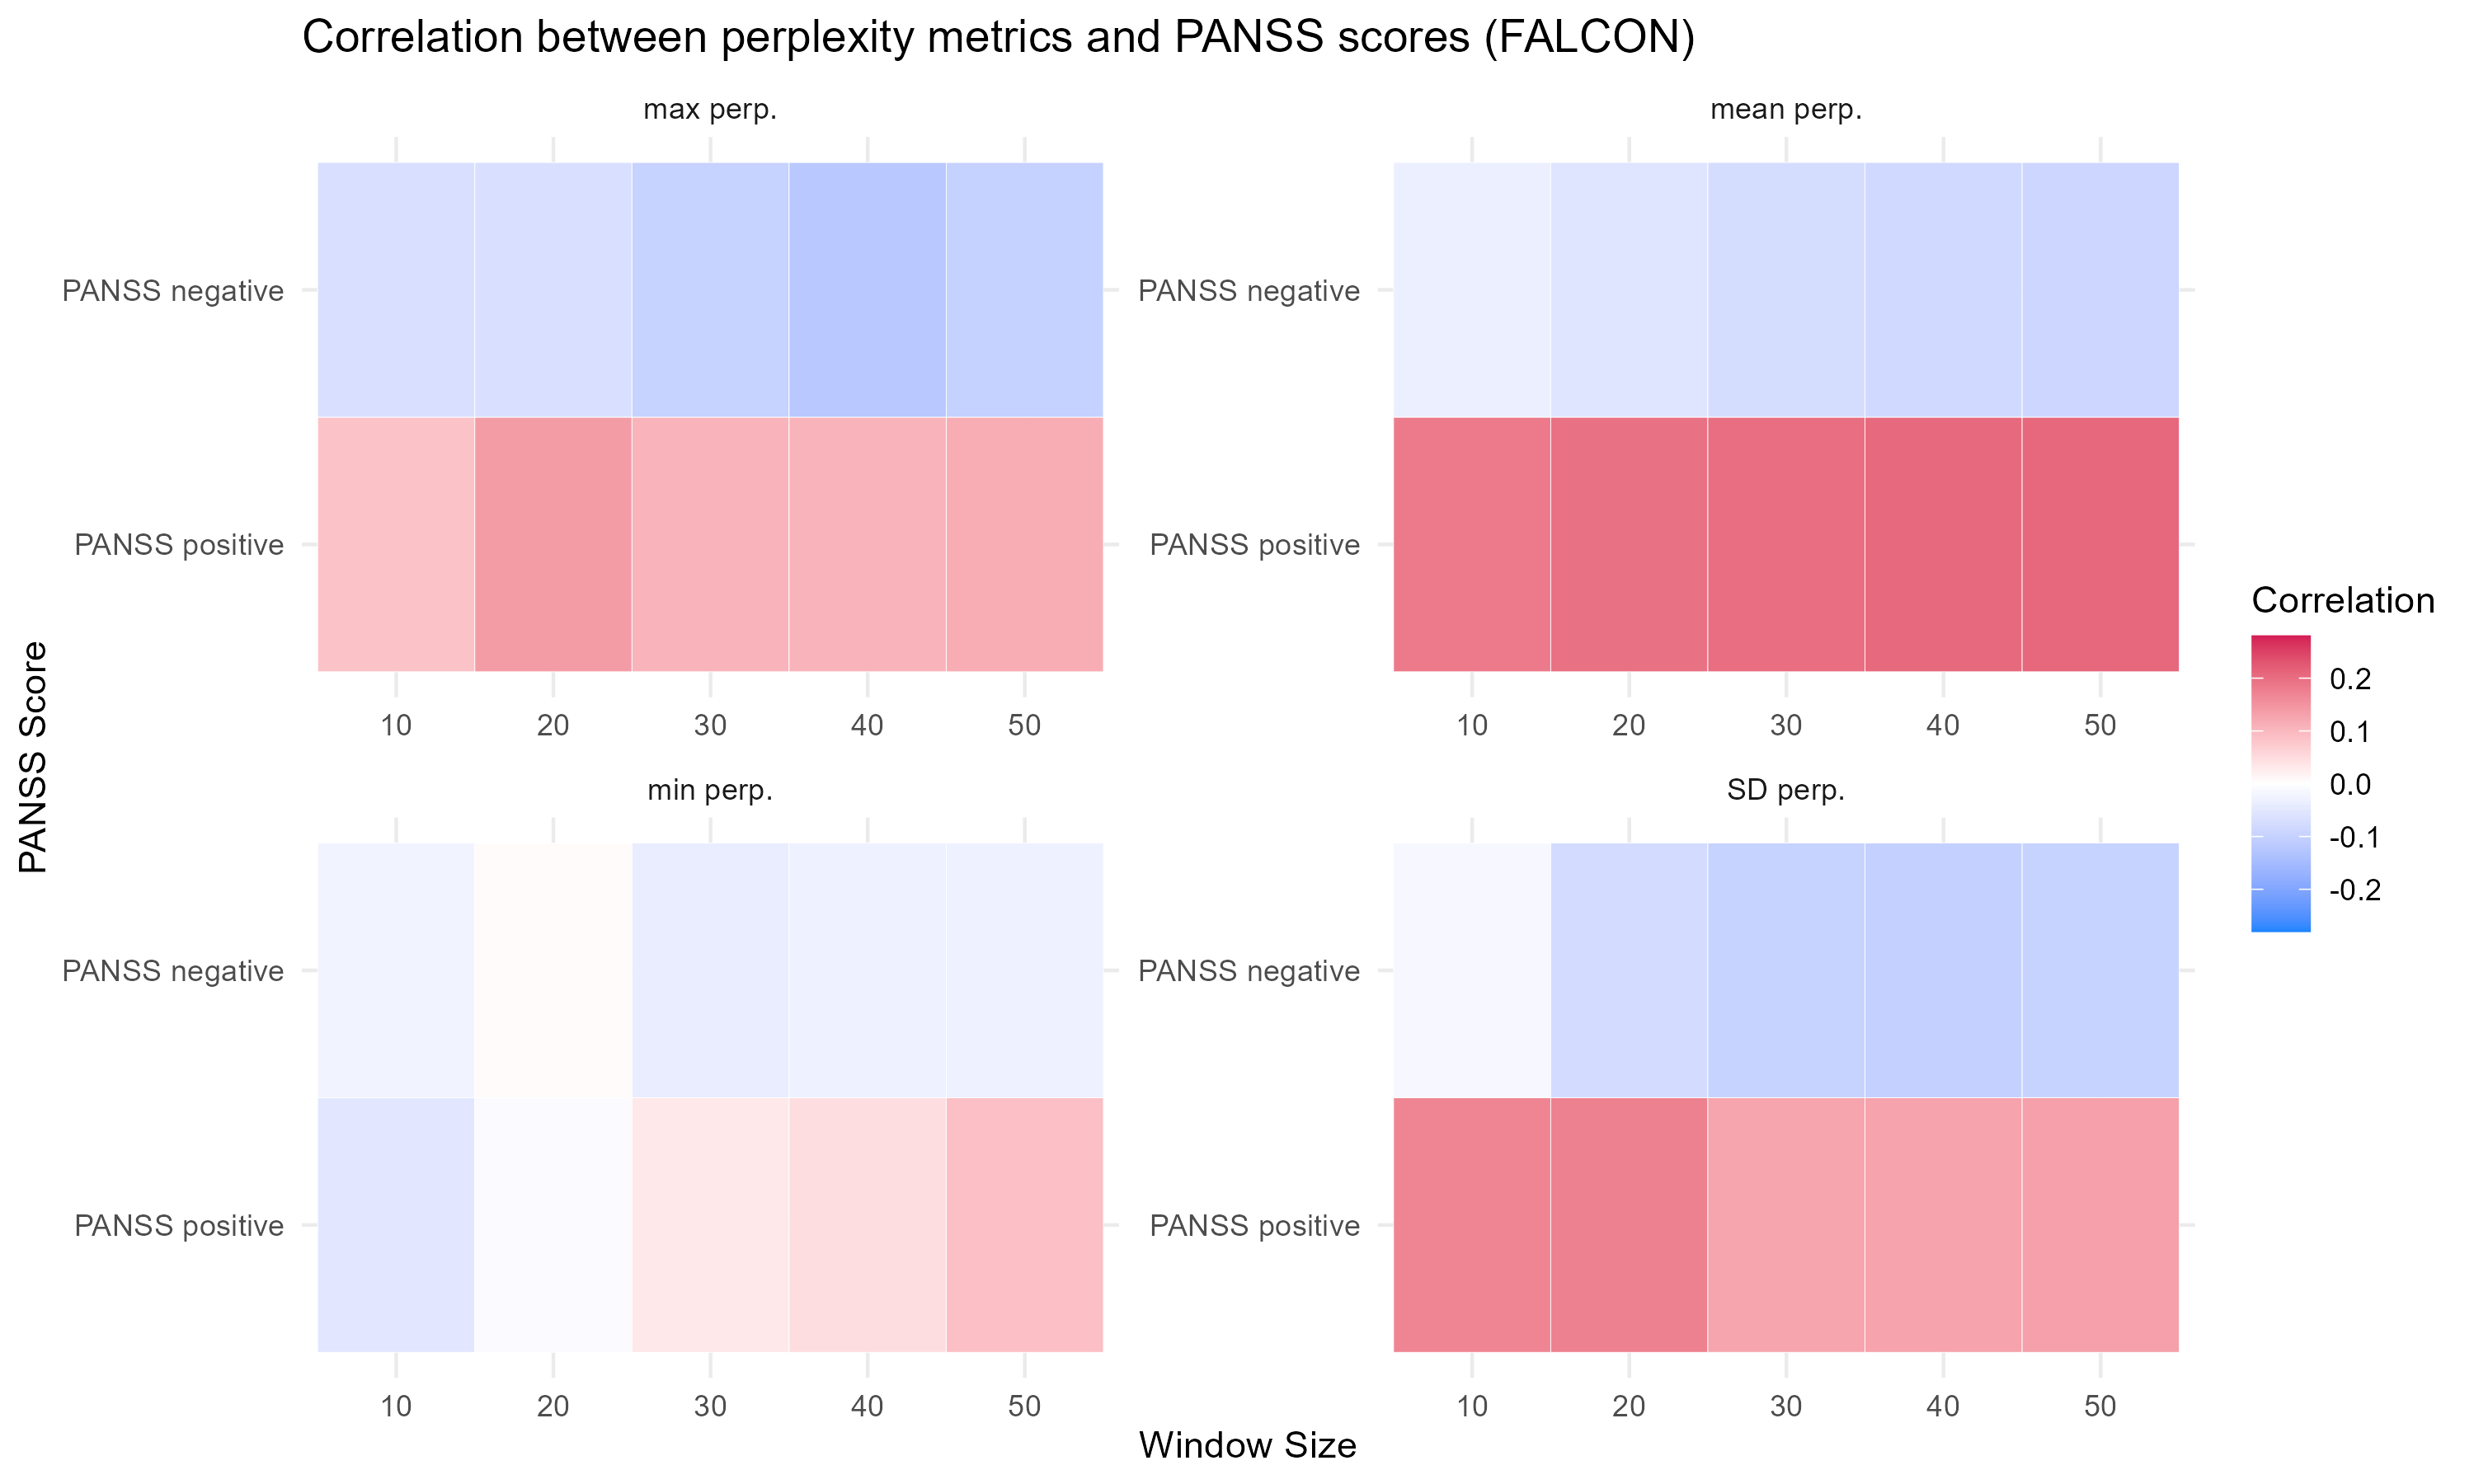 Correlation between perplexity metrics and PANSS scores (FALCON)
max perp.
mean perp.
PANSS negative
PANSS positive
PANSS negative
PANSS positive
10 20 30 40 50
10 20 30 40 50
min perp.
SD perp.
PANSS negative
PANSS positive
PANSS negative
PANSS positive
10 20 30 40 50
10 20 30 40 50
PANSS Score
Window Size
Correlation
0.2
0.1
0.0
-0.1
-0.2